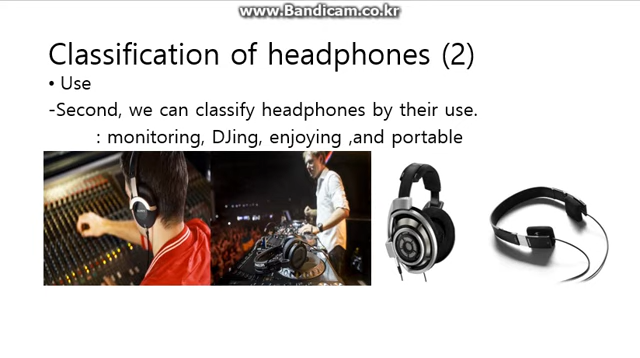 www.Bandicam.co.kr
Classification of headphones (2)
• Use
-Second, we can classify headphones by their use.
: monitoring, DJing, enjoying ,and portable